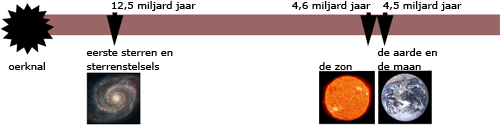 12,5 miljard jaar
4,6 miljard jaar
4,5 miljard jaar
oerknal
eerste sterren en
sterrenstelsels
de zon
de aarde en
de maan